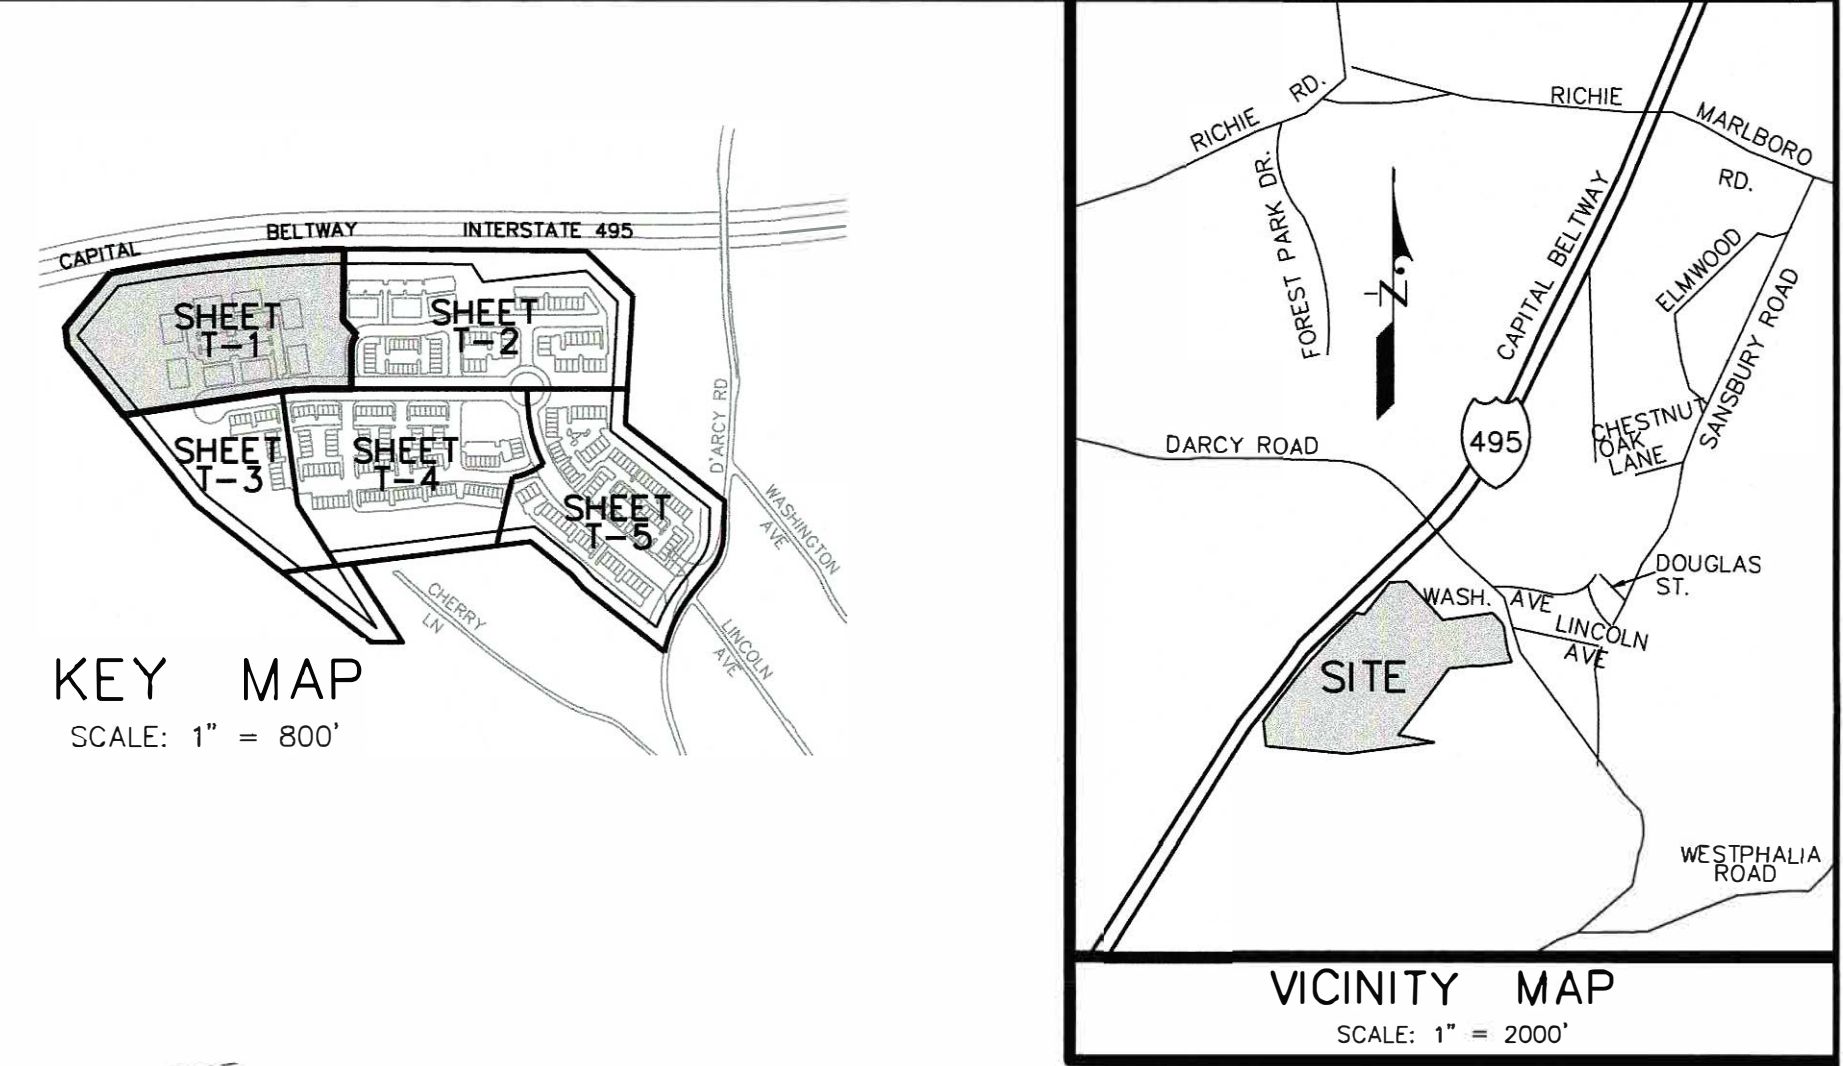 CAPITAL BELTWAY INTERSTATE 495
SHEET
T-1
SHEET
T-2
SHEET
T-3
SHEET
T-4
SHEET
T-5
D'ARCY RD
WASHINGTON
AVE
CHERRY
LN
LINCOLN
AVE
KEY MAP
SCALE: 1" = 800'
RICHIE RD.
RICHIE MARLBORO
RD.
FOREST PARK DR.
N
CAPITAL BELTWAY
ELMWOOD
SANSBURY ROAD
CHESTNUT
OAK
LANE
DARCY ROAD
495
DOUGLAS
ST.
WASH. AVE
LINCOLN
AVE
SITE
WESTPHALIA
ROAD
VICINITY MAP
SCALE: 1" = 2000'